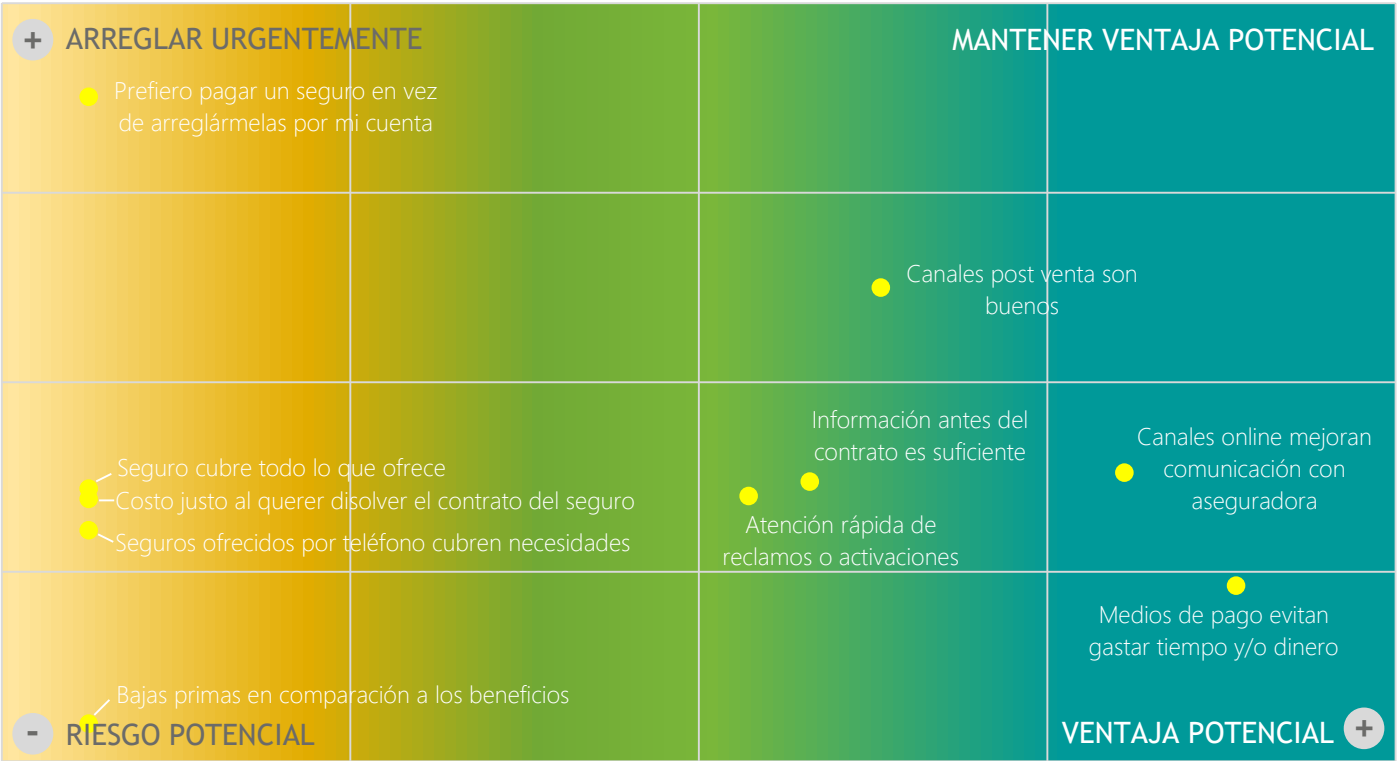 + ARREGLAR URGENTEMENTE
MANTENER VENTAJA POTENCIAL
Prefiero pagar un seguro en vez
de arreglármelas por mi cuenta
Canales post venta son
buenos
Información antes del
contrato es suficiente
Canales online mejoran
comunicación con
aseguradora
Seguro cubre todo lo que ofrece
Costo justo al querer disolver el contrato del seguro
Seguros ofrecidos por teléfono cubren necesidades
Atención rápida de
reclamos o activaciones
Medios de pago evitan
gastar tiempo y/o dinero
Bajas primas en comparación a los beneficios
- RIESGO POTENCIAL
VENTAJA POTENCIAL +